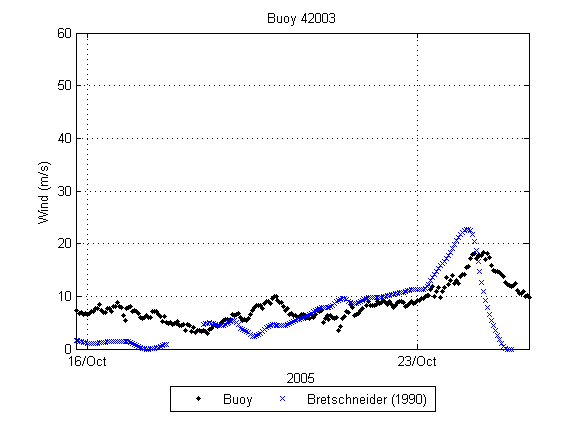 Buoy 42003
60
50
40
30
20
10
0
Wind (m/s)
16/Oct
23/Oct
2005
Buoy
Bretschneider (1990)